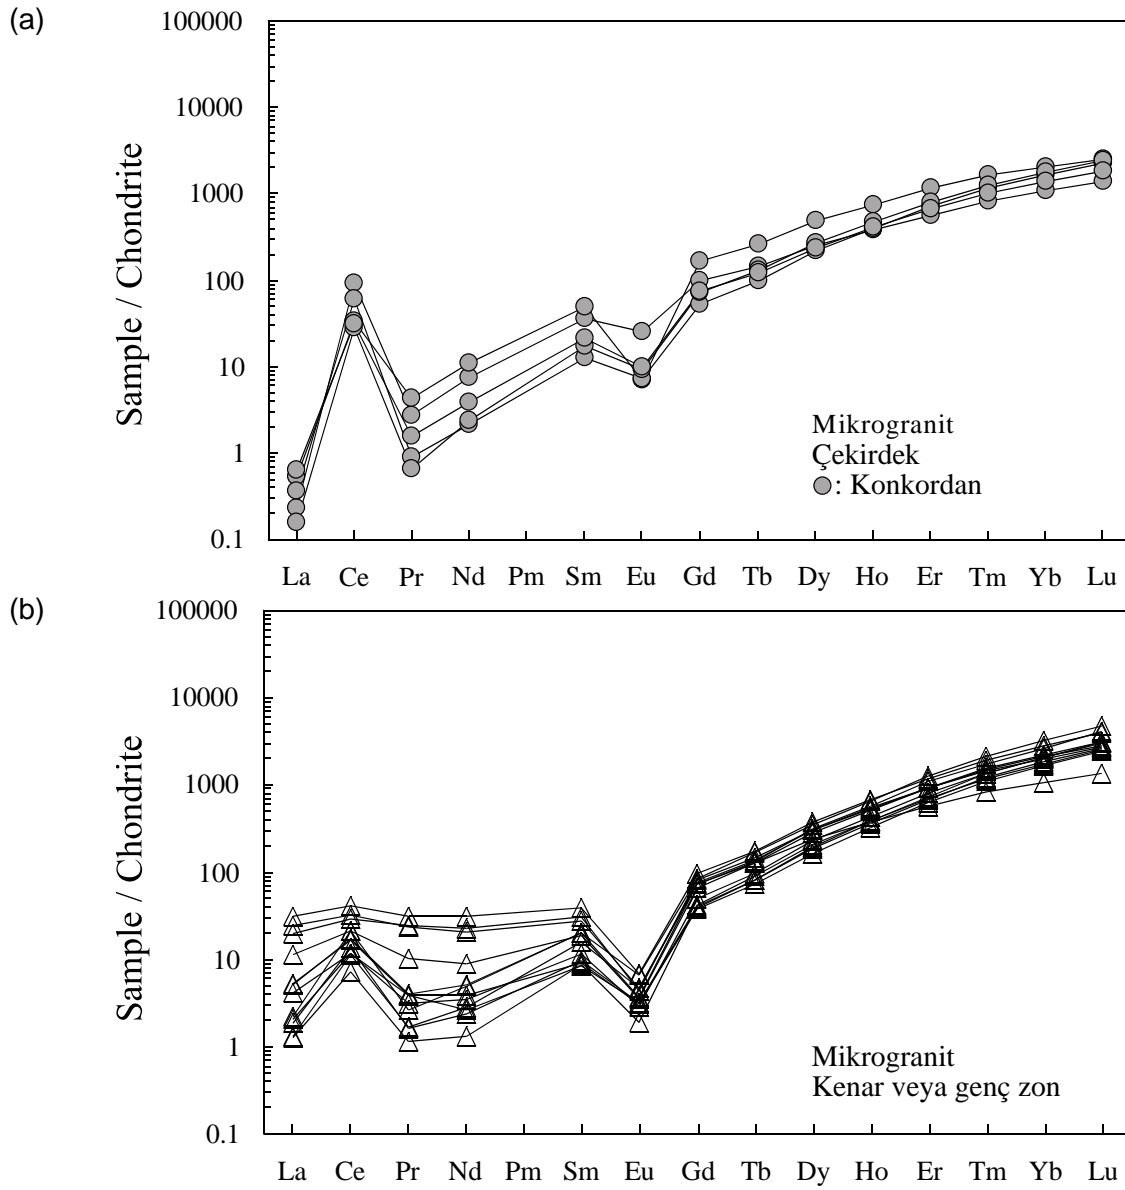 (a)
100000
10000
1000
100
10
1
0.1
Sample / Chondrite
Mikrogranit
Çekirdek
: Konkordan
La Ce Pr Nd Pm Sm Eu Gd Tb Dy Ho Er Tm Yb Lu
(b)
100000
10000
1000
100
10
1
0.1
Sample / Chondrite
Mikrogranit
Kenar veya genç zon
La Ce Pr Nd Pm Sm Eu Gd Tb Dy Ho Er Tm Yb Lu